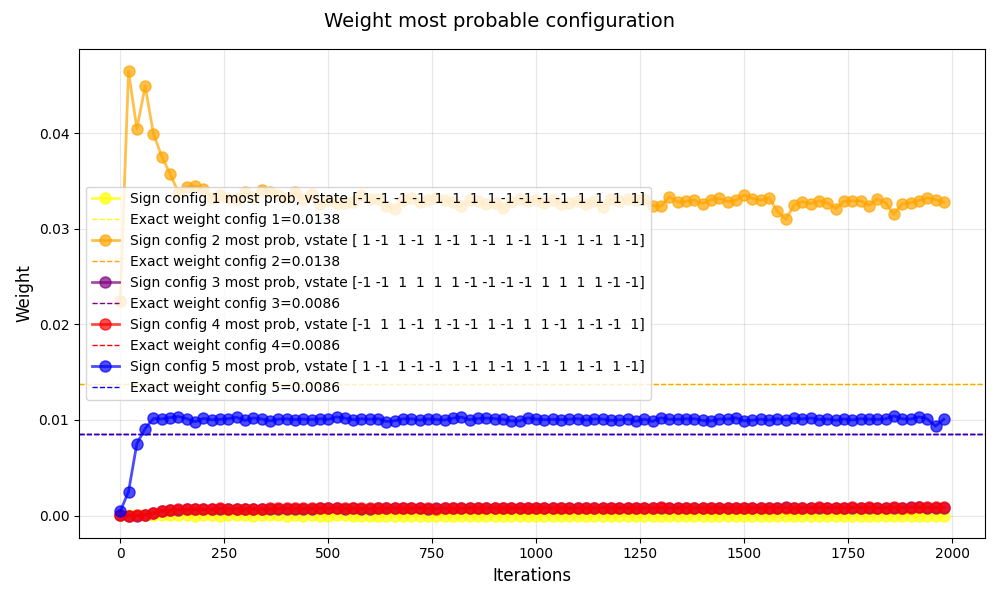 Weight most probable configuration
Weight
0.04
0.03
0.02
0.01
0.00
Sign config 1 most prob, vstate [-1 -1 -1 -1  1  1  1  1 -1 -1 -1 -1  1  1  1  1]
Exact weight config 1=0.0138
Sign config 2 most prob, vstate [ 1 -1  1 -1  1 -1  1 -1  1 -1  1 -1  1 -1  1 -1]
Exact weight config 2=0.0138
Sign config 3 most prob, vstate [-1 -1  1  1  1  1 -1 -1 -1 -1  1  1  1  1 -1 -1]
Exact weight config 3=0.0086
Sign config 4 most prob, vstate [-1  1  1 -1  1 -1 -1  1 -1  1  1 -1  1 -1 -1  1]
Exact weight config 4=0.0086
Sign config 5 most prob, vstate [ 1 -1  1 -1 -1  1 -1  1  1 -1  1 -1 -1  1 -1  1]
Exact weight config 5=0.0086
0 250 500 750 1000 1250 1500 1750 2000
Iterations